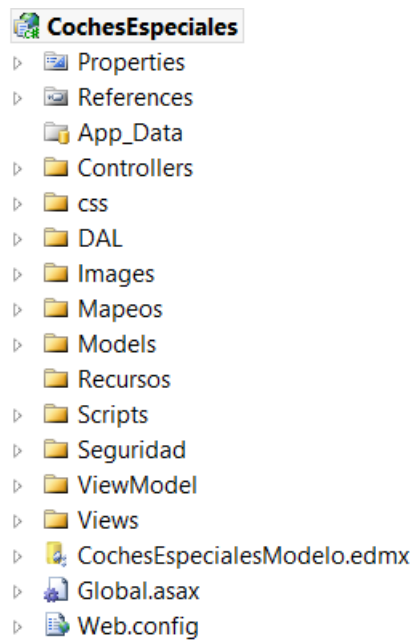 CochesEspeciales
Properties
References
App_Data
Controllers
css
DAL
Images
Mapeos
Models
Recursos
Scripts
Seguridad
ViewModel
Views
CochesEspecialesModelo.edmx
Global.asax
Web.config